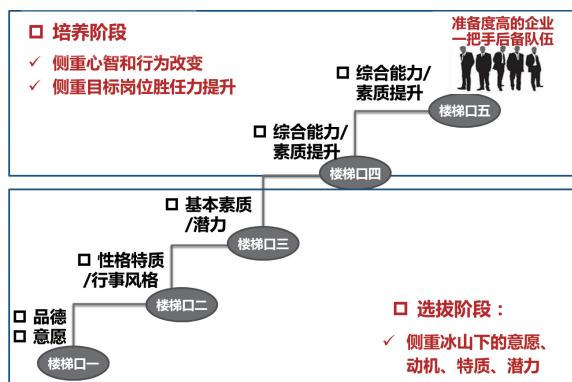 准备度高的企业
一把手后备队伍
□ 培养阶段
✓ 侧重心智和行为改变
✓ 侧重目标岗位胜任力提升
□ 综合能力/
素质提升
楼梯口五
□ 综合能力/
素质提升
楼梯口四
□ 基本素质
/潜力
楼梯口三
□ 性格特质
/行事风格
楼梯口二
□ 品德
□ 意愿
楼梯口一
□ 选拔阶段：
✓ 侧重冰山下的意愿、
动机、特质、潜力